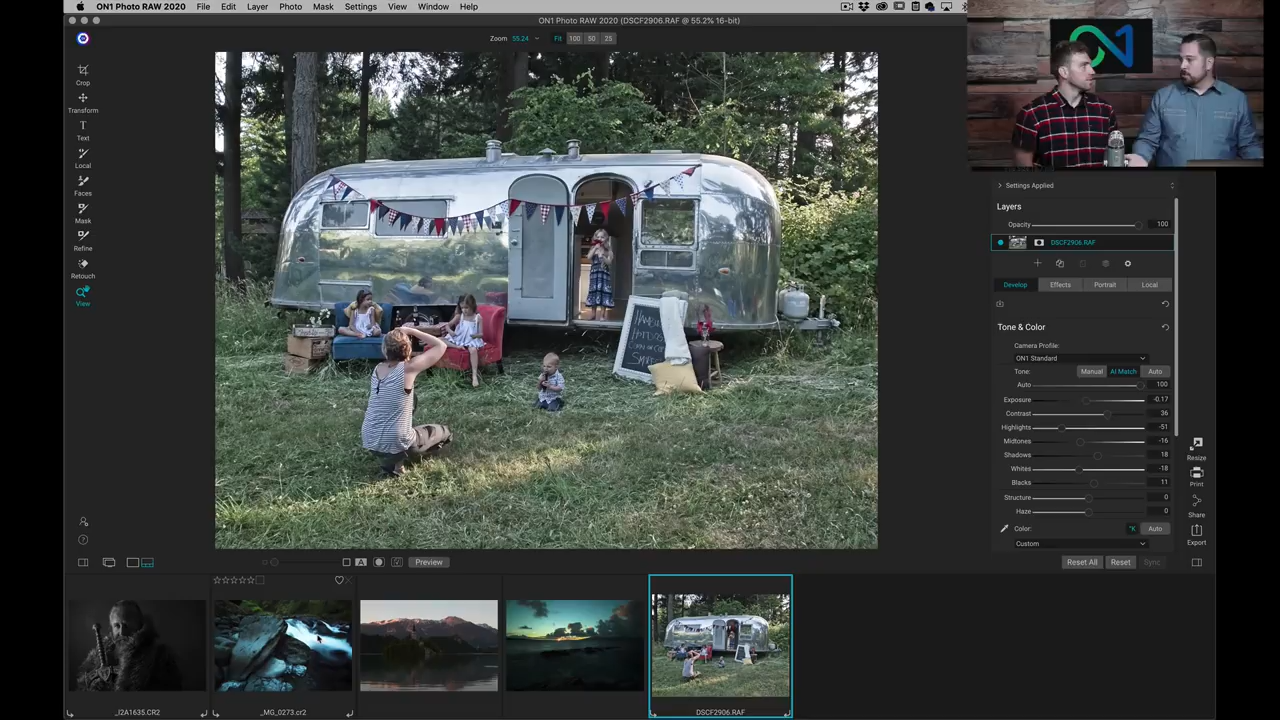 ON1 Photo RAW 2020 File Edit Layer Photo Mask Settings View Window Help
ON1 Photo RAW 2020 (DSCF2906.RAF @ 55.2% 16-bit)
Zoom 55.24 Fit 100 50 25
ON1
Crop
Transform
Text
Local
Faces
Mask
Refine
Retouch
View
Settings Applied
Layers
Opacity 100
DSCF2906.RAF
Develop Effects Portrait Local
Tone & Color
Camera Profile:
ON1 Standard
Tone: Manual AI Match Auto
Auto 100
Exposure -0.17
Contrast 36
Highlights -51
Midtones -16
Shadows 18
Whites -18
Blacks 11
Structure 0
Haze 0
Color: °K Auto
Custom
Resize
Print
Share
Export
A Preview
Reset All Reset Sync
_I2A1635.CR2 _MG_0273.cr2 DSCF2906.RAF